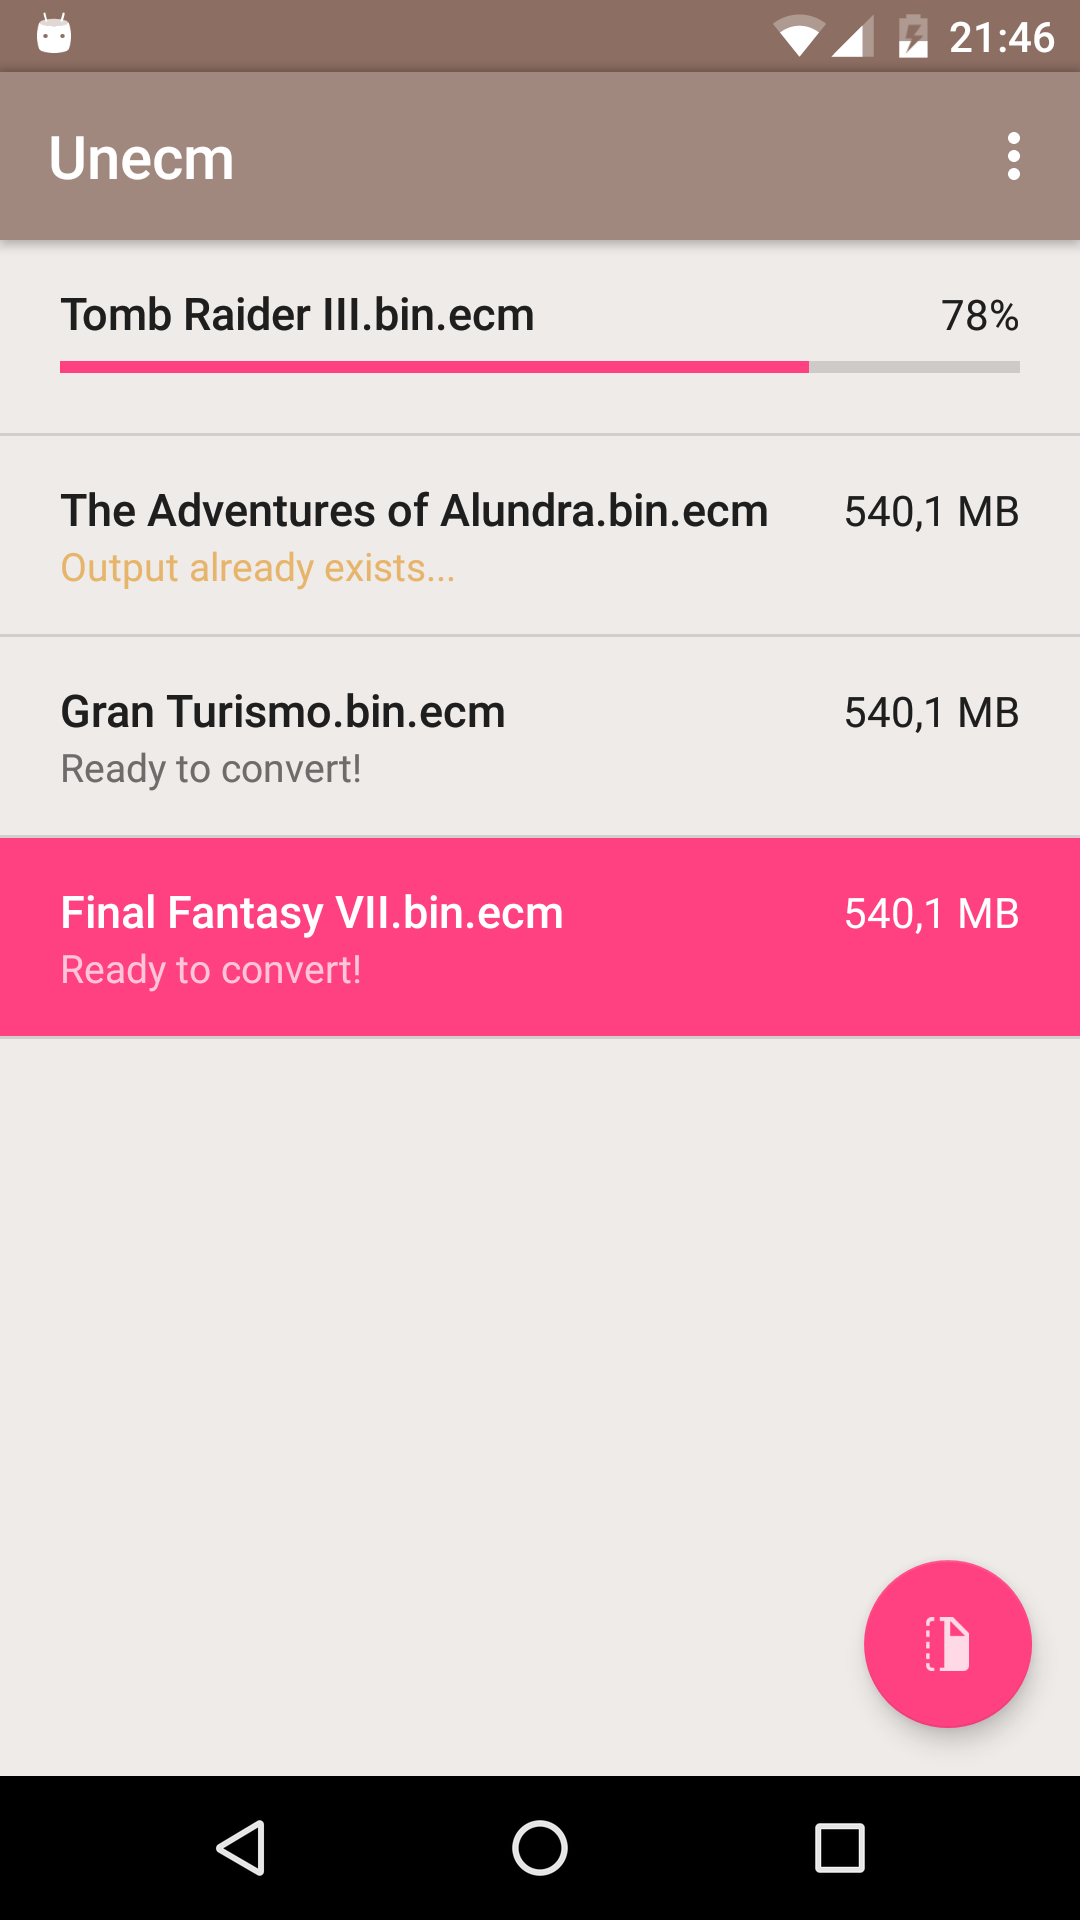 21:46
Unecm
Tomb Raider III.bin.ecm 78%
The Adventures of Alundra.bin.ecm 540,1 MB
Output already exists...
Gran Turismo.bin.ecm 540,1 MB
Ready to convert!
Final Fantasy VII.bin.ecm 540,1 MB
Ready to convert!